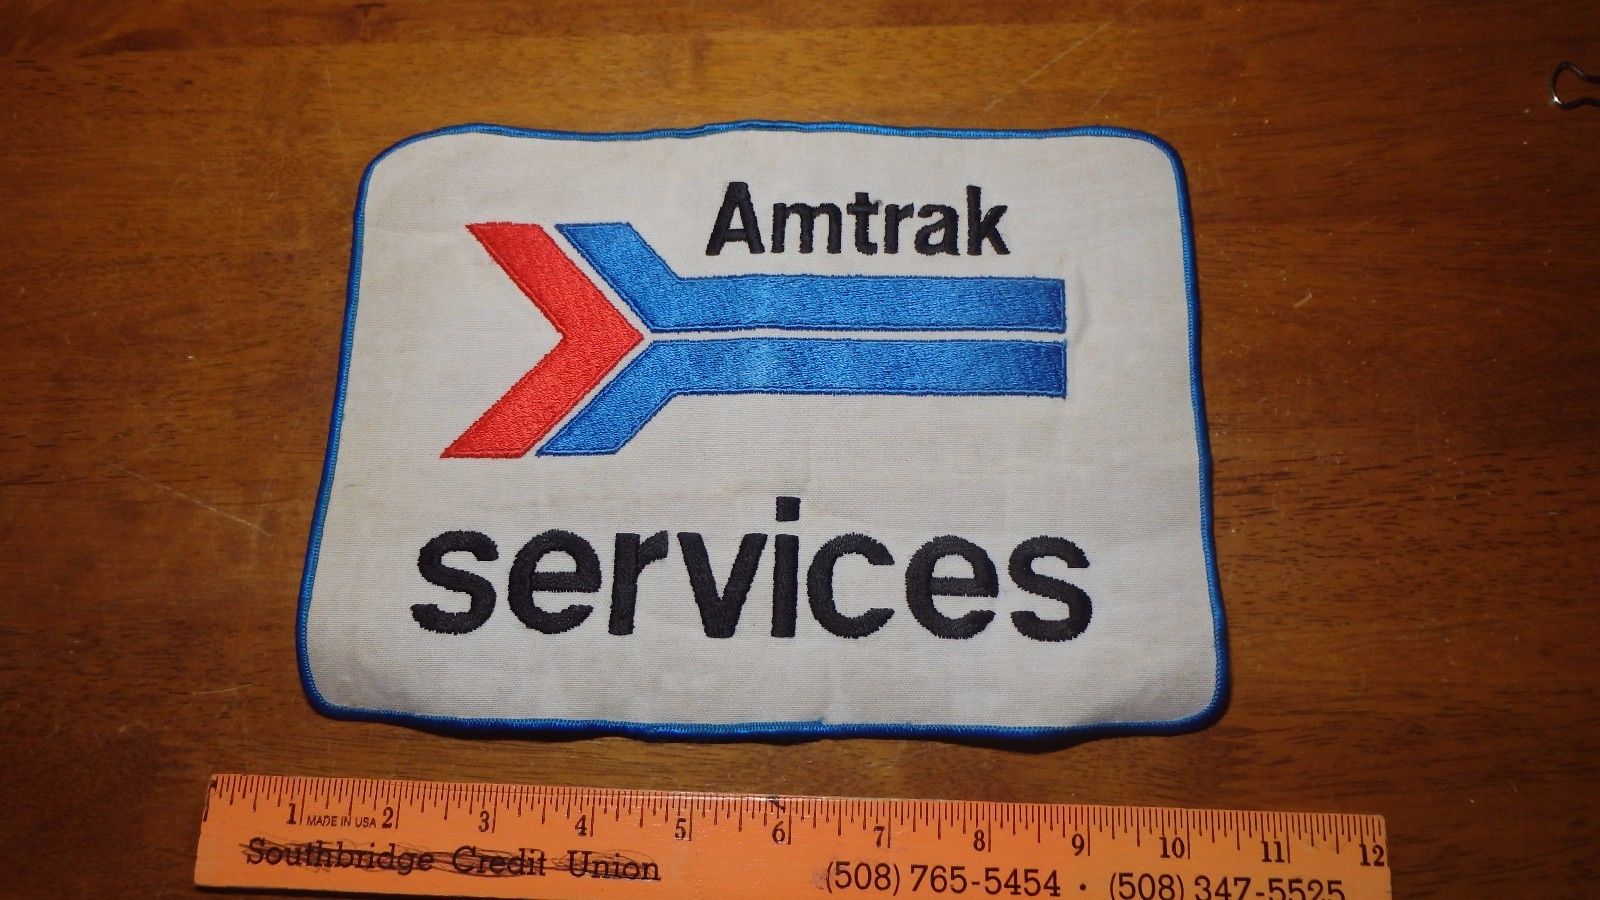 Amtrak
services
1 MADE IN USA 2 3 4 5 6 7 8 9 10 11 12
Southbridge Credit Union
(508) 765-5454 · (508) 347-5525